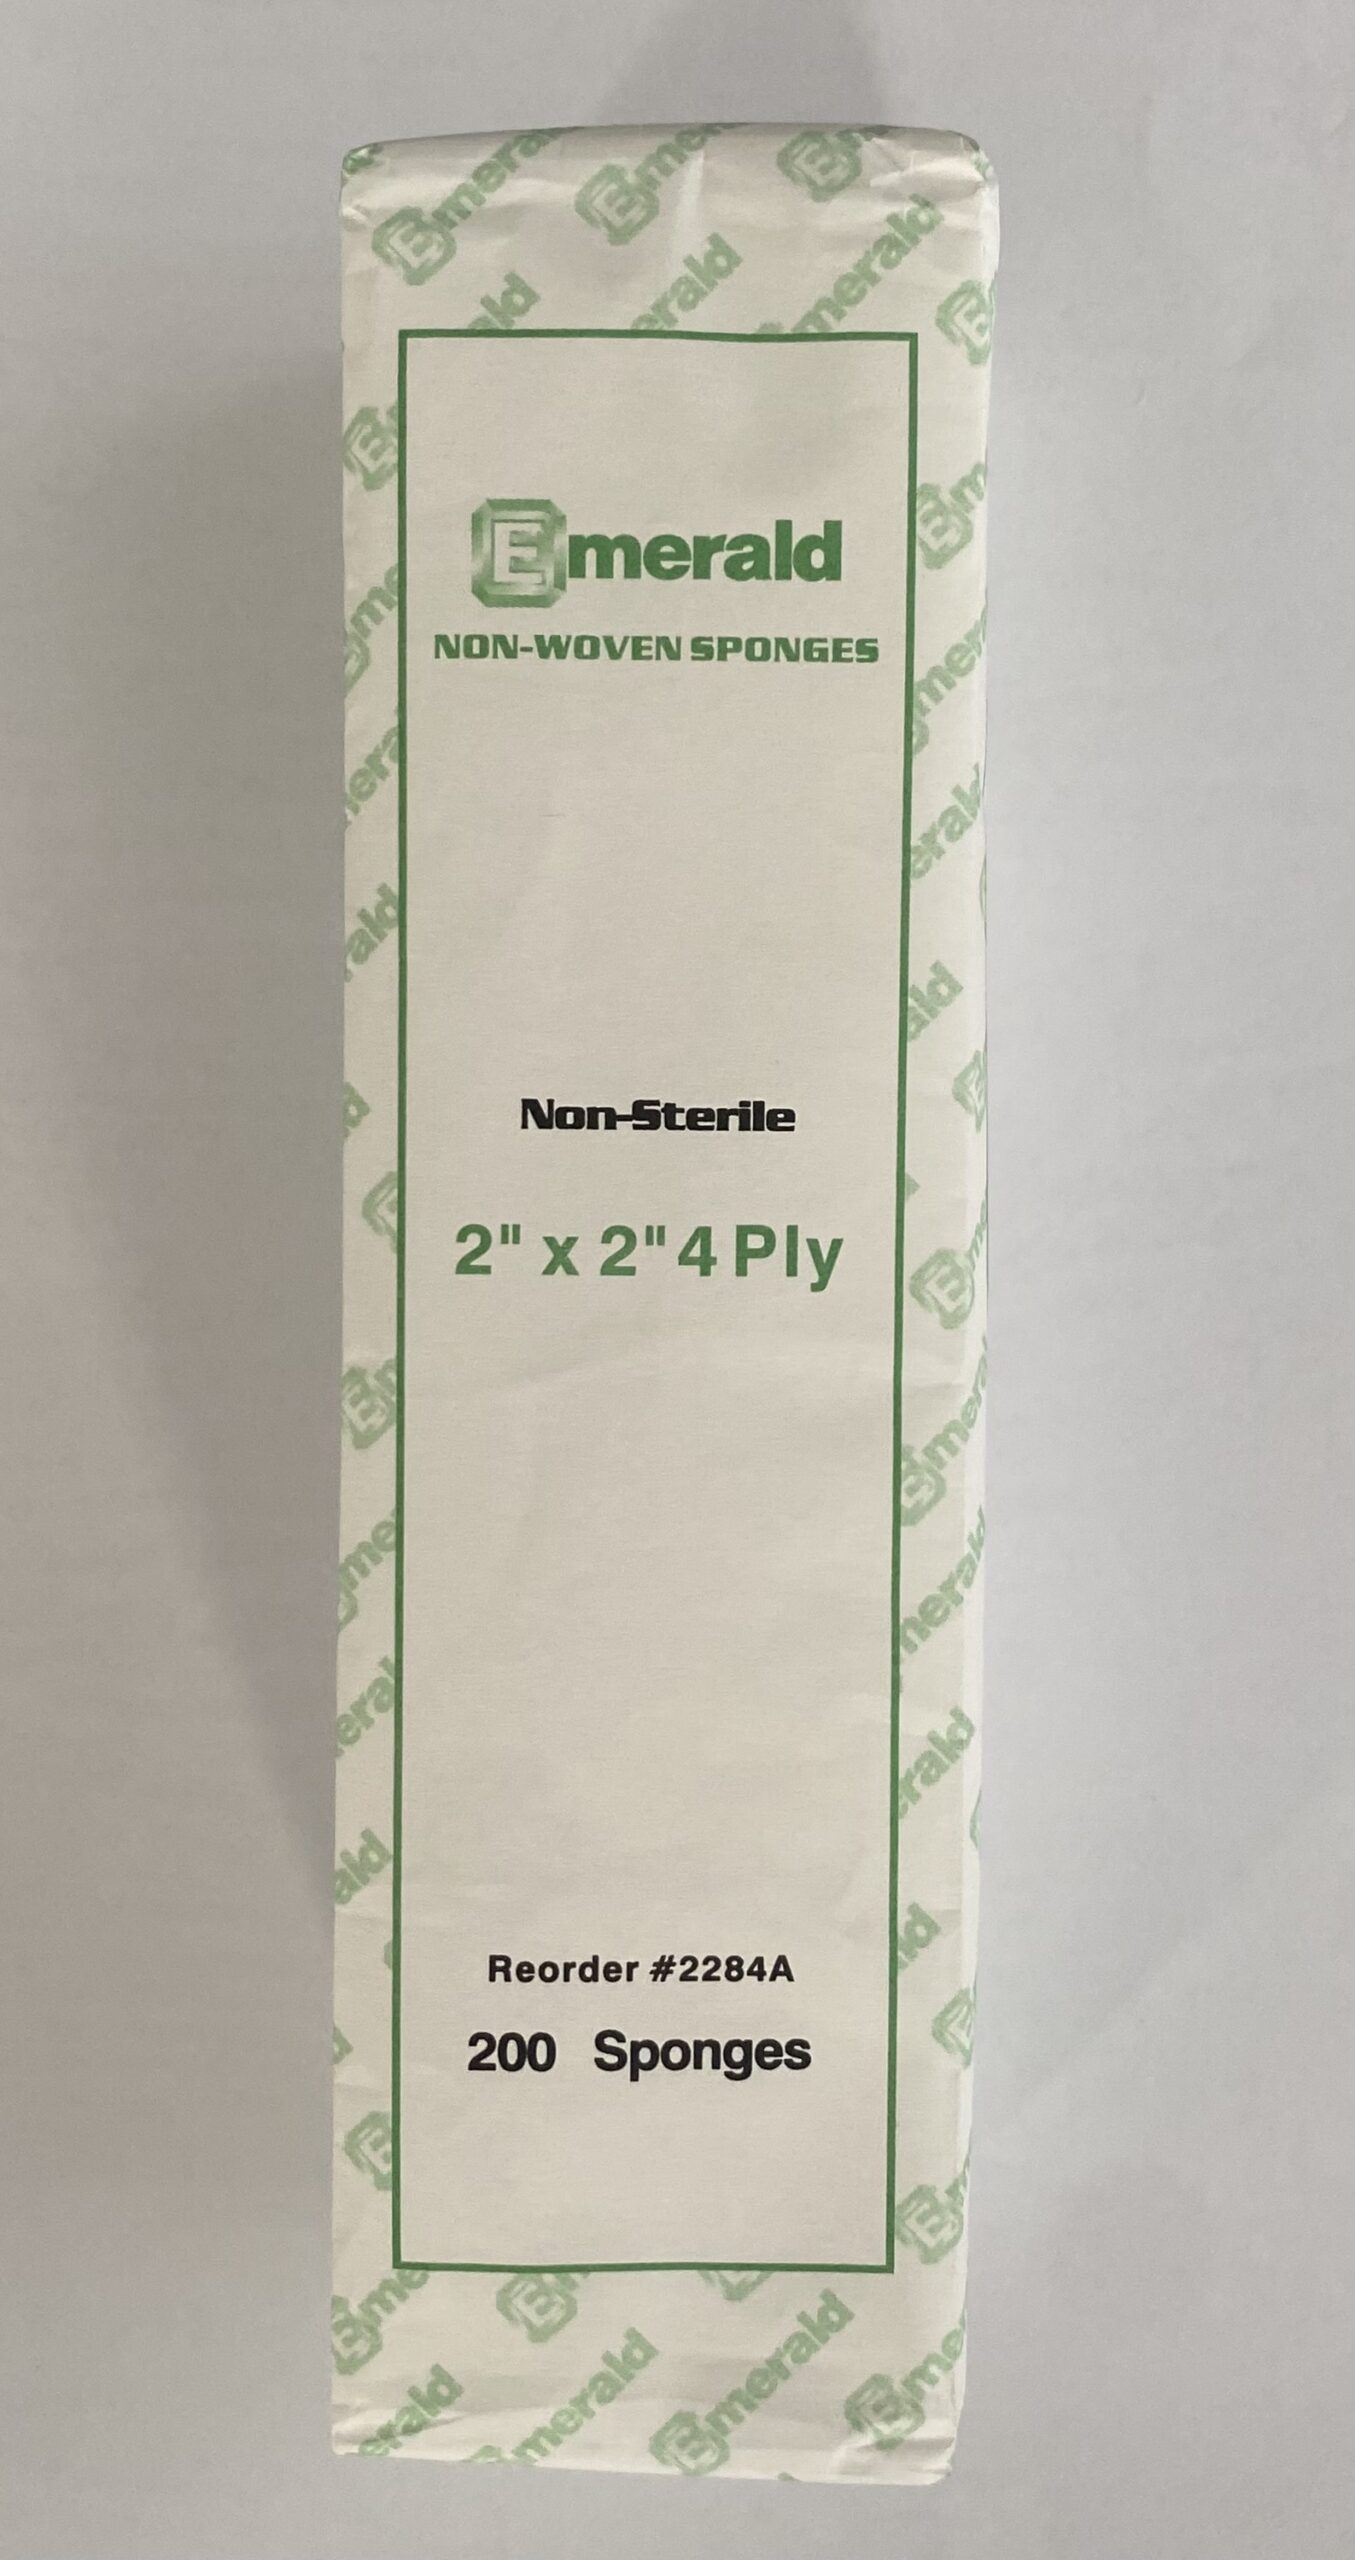 Emerald
NON-WOVEN SPONGES
Non-Sterile
2" x 2" 4 Ply
Reorder #2284A
200 Sponges